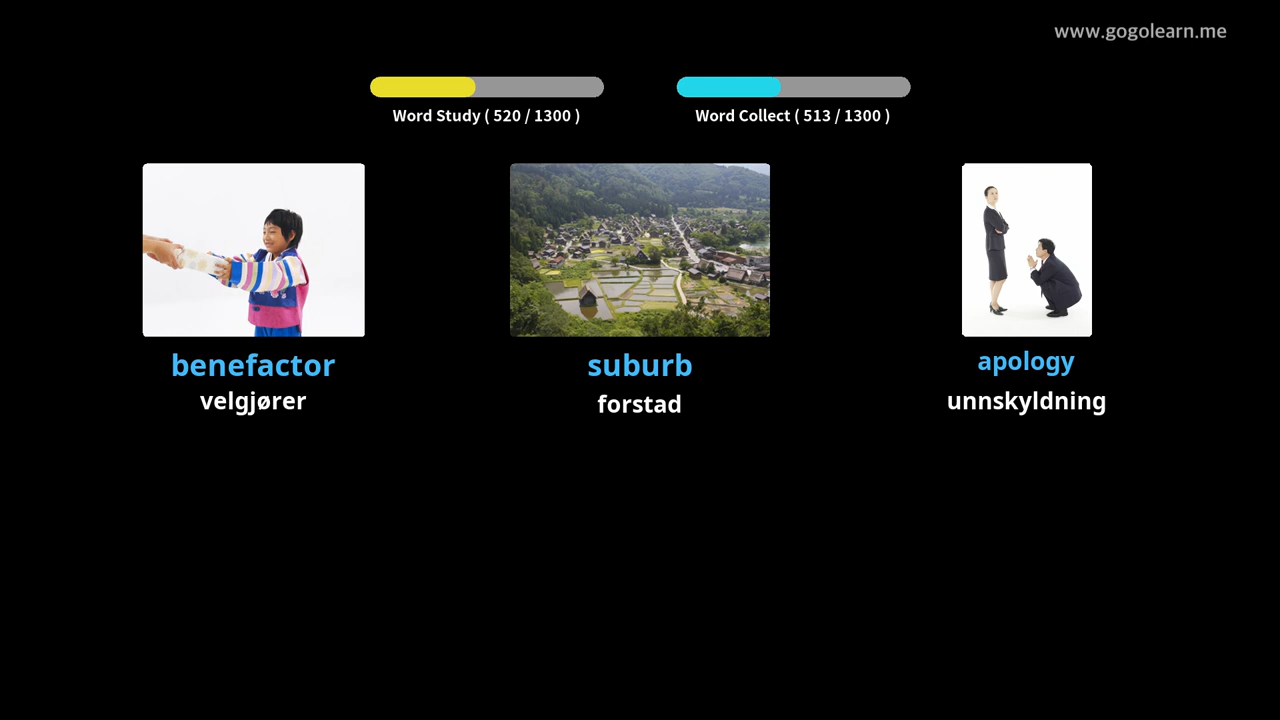 www.gogolearn.me
Word Study ( 520 / 1300 )
Word Collect ( 513 / 1300 )
benefactor
velgjører
suburb
forstad
apology
unnskyldning